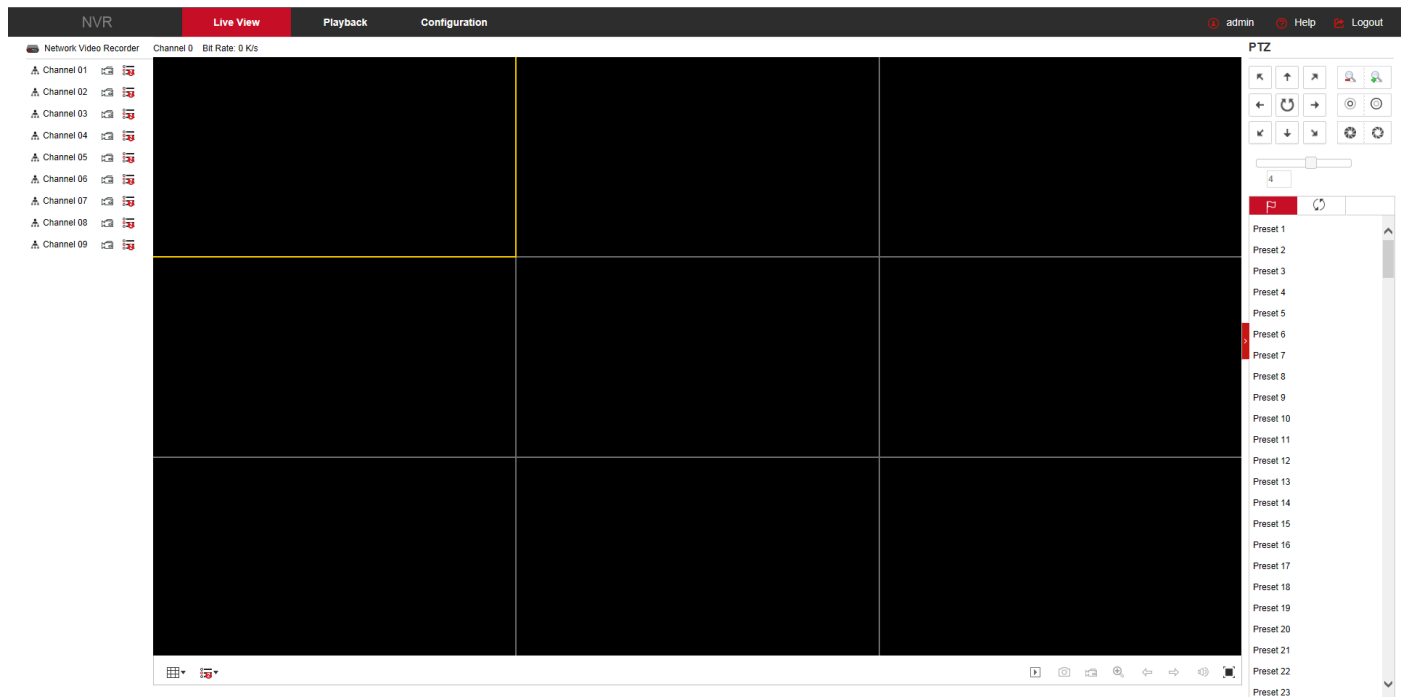 NVR Live View Playback Configuration admin Help Logout
Network Video Recorder Channel 0 Bit Rate: 0 K/s PTZ
Channel 01
Channel 02
Channel 03
Channel 04
Channel 05
Channel 06
Channel 07
Channel 08
Channel 09
4
Preset 1
Preset 2
Preset 3
Preset 4
Preset 5
Preset 6
Preset 7
Preset 8
Preset 9
Preset 10
Preset 11
Preset 12
Preset 13
Preset 14
Preset 15
Preset 16
Preset 17
Preset 18
Preset 19
Preset 20
Preset 21
Preset 22
Preset 23